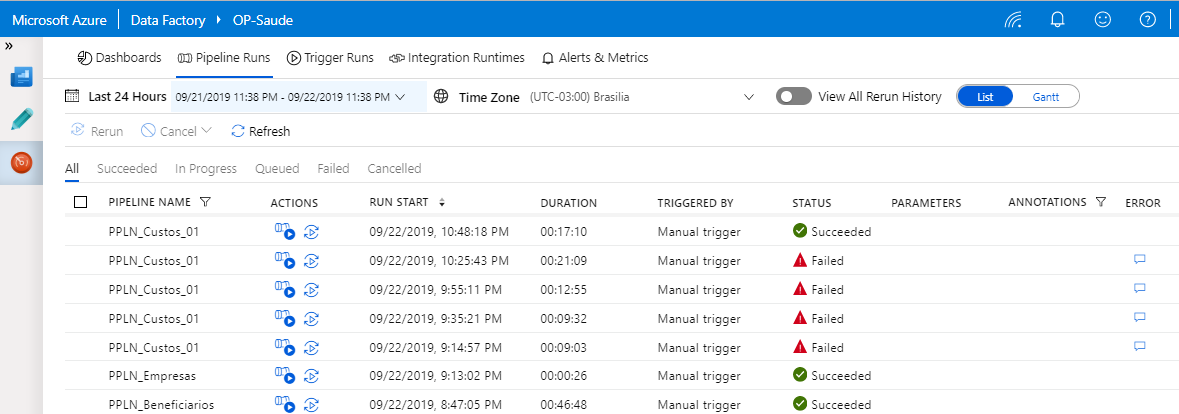 Microsoft Azure Data Factory › OP-Saude
» Dashboards Pipeline Runs Trigger Runs Integration Runtimes Alerts & Metrics
Last 24 Hours 09/21/2019 11:38 PM - 09/22/2019 11:38 PM Time Zone (UTC-03:00) Brasilia View All Rerun History List Gantt
Rerun Cancel Refresh
All Succeeded In Progress Queued Failed Cancelled
PIPELINE NAME ACTIONS RUN START DURATION TRIGGERED BY STATUS PARAMETERS ANNOTATIONS ERROR
PPLN_Custos_01 09/22/2019, 10:48:18 PM 00:17:10 Manual trigger Succeeded
PPLN_Custos_01 09/22/2019, 10:25:43 PM 00:21:09 Manual trigger Failed
PPLN_Custos_01 09/22/2019, 9:55:11 PM 00:12:55 Manual trigger Failed
PPLN_Custos_01 09/22/2019, 9:35:21 PM 00:09:32 Manual trigger Failed
PPLN_Custos_01 09/22/2019, 9:14:57 PM 00:09:03 Manual trigger Failed
PPLN_Empresas 09/22/2019, 9:13:02 PM 00:00:26 Manual trigger Succeeded
PPLN_Beneficiarios 09/22/2019, 8:47:05 PM 00:46:48 Manual trigger Succeeded